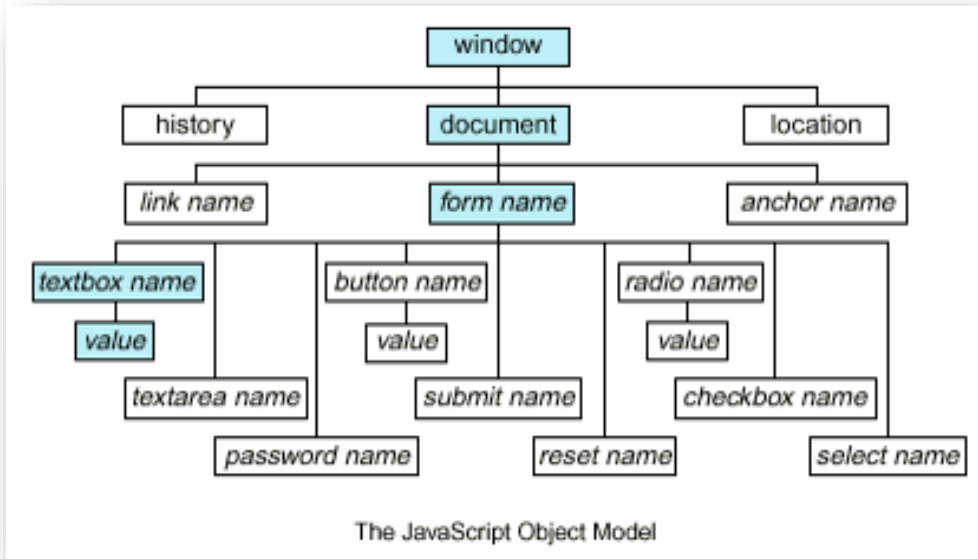 window
history
document
location
link name
form name
anchor name
textbox name
button name
radio name
value
value
value
textarea name
submit name
checkbox name
password name
reset name
select name
The JavaScript Object Model